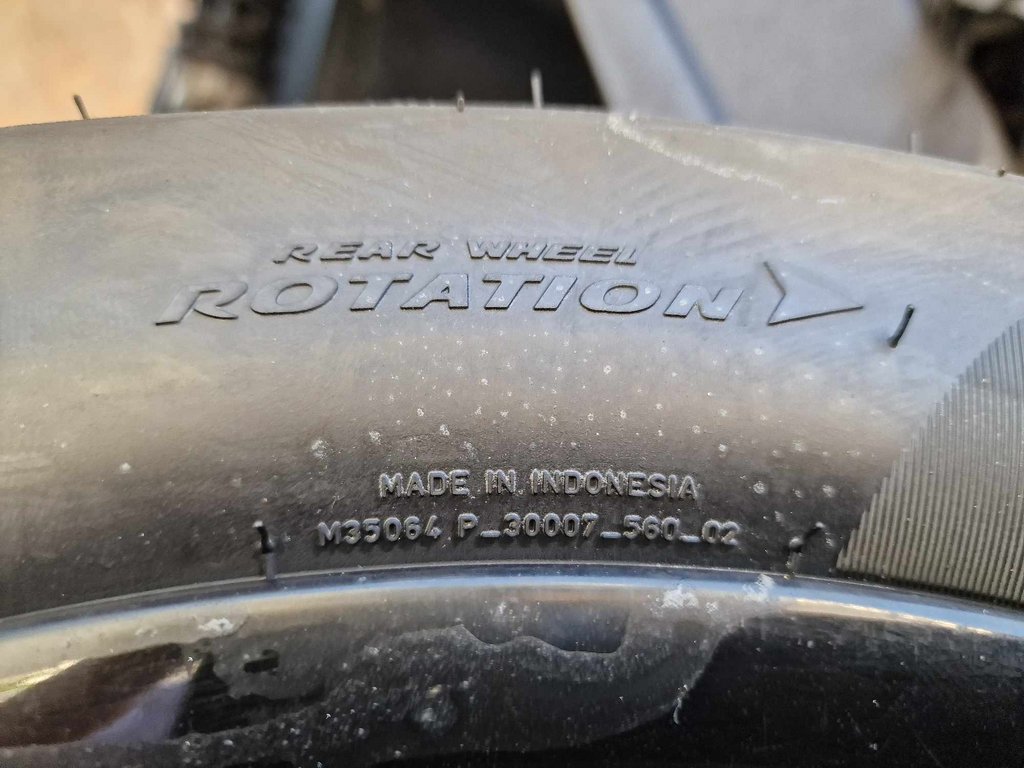 REAR WHEEL
ROTATION
MADE IN INDONESIA
M35064 P_30007_560_02